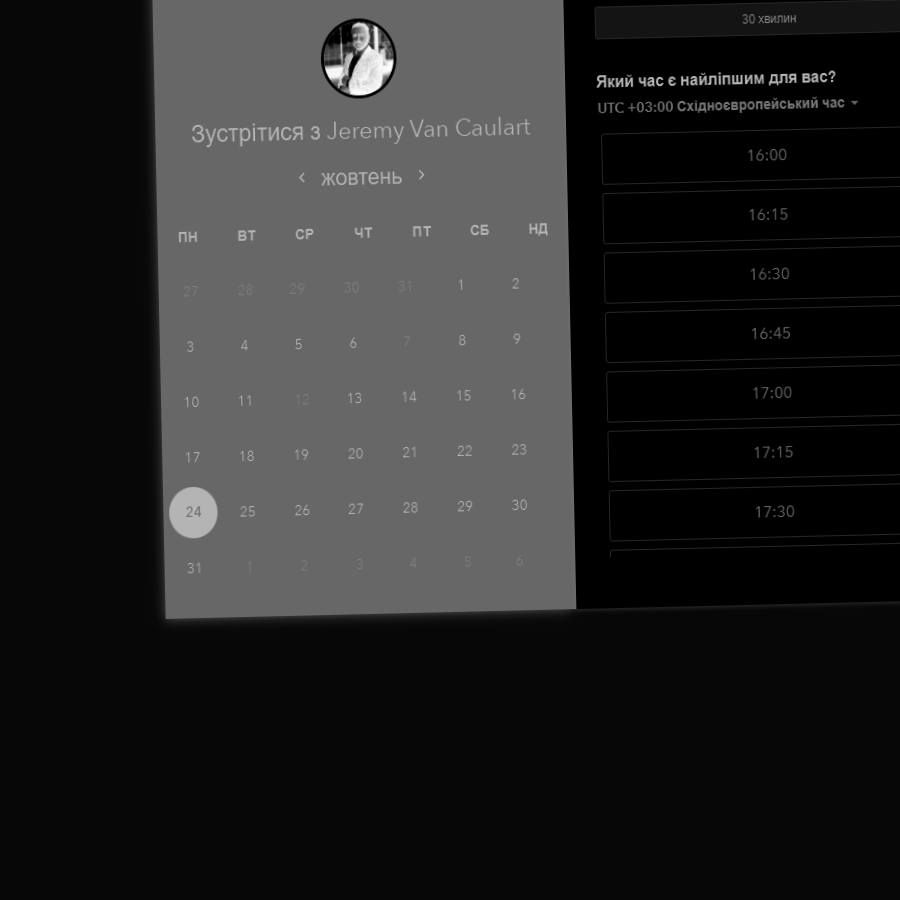 Зустрітися з Jeremy Van Caulart
‹ жовтень ›
ПН ВТ СР ЧТ ПТ СБ НД
27 28 29 30 31 1 2
3 4 5 6 7 8 9
10 11 12 13 14 15 16
17 18 19 20 21 22 23
24 25 26 27 28 29 30
31 1 2 3 4 5 6
30 хвилин
Який час є найліпшим для вас?
UTC +03:00 Східноєвропейський час
16:00
16:15
16:30
16:45
17:00
17:15
17:30